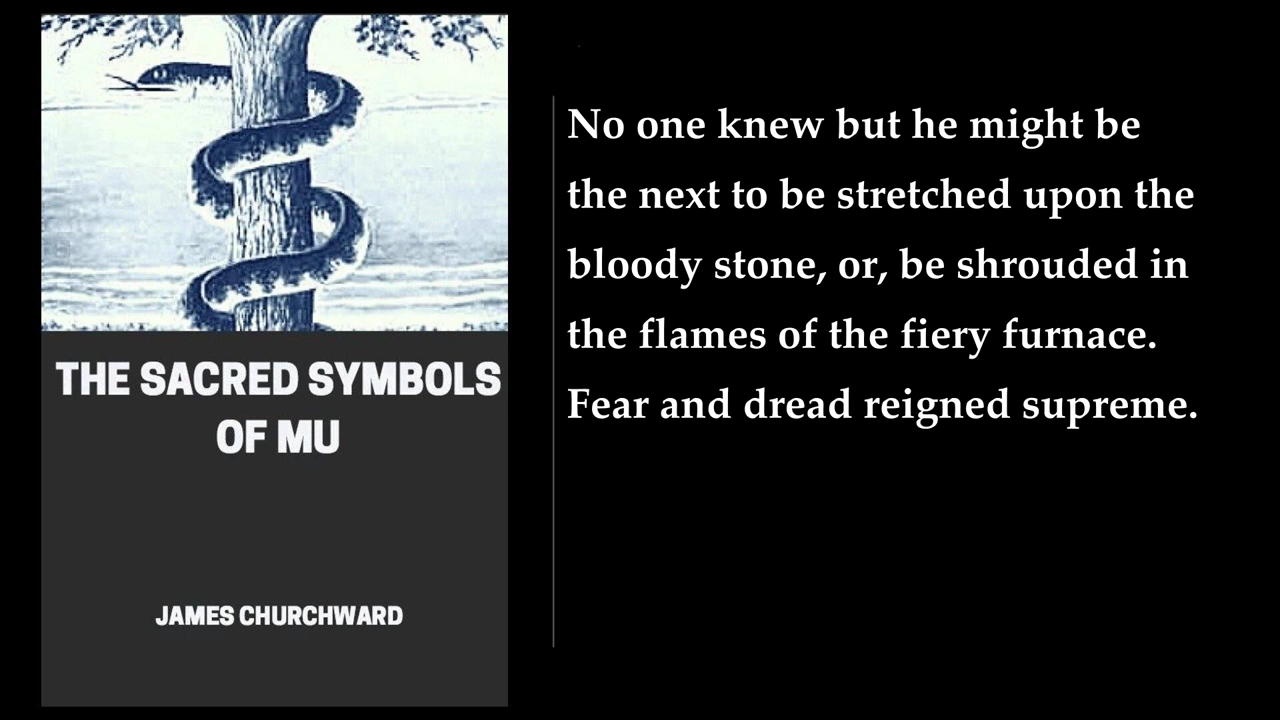 THE SACRED SYMBOLS
OF MU
JAMES CHURCHWARD
No one knew but he might be
the next to be stretched upon the
bloody stone, or, be shrouded in
the flames of the fiery furnace.
Fear and dread reigned supreme.